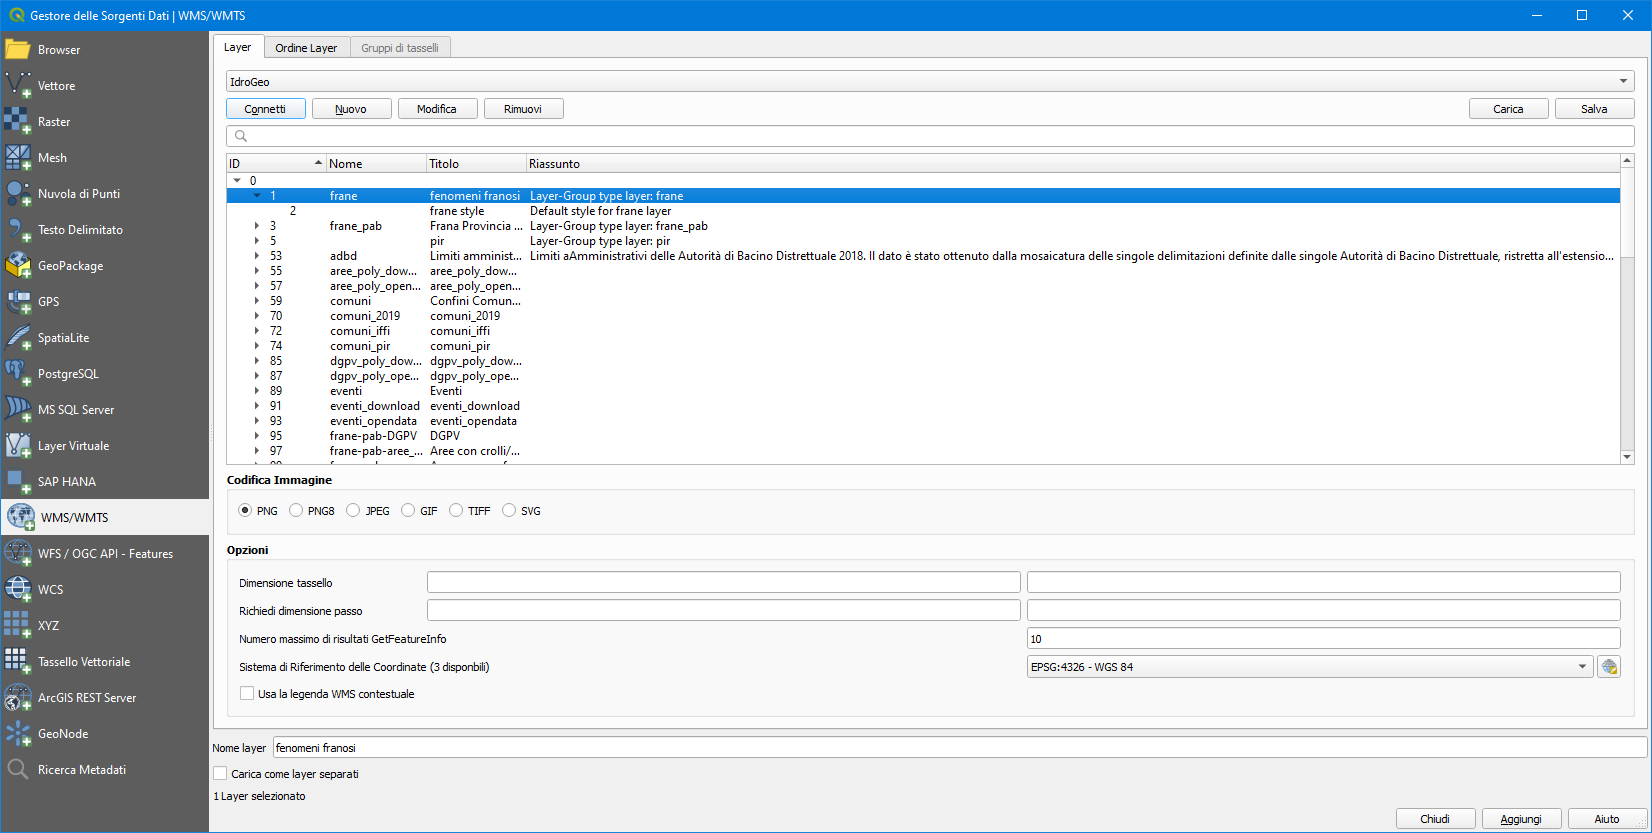 Gestore delle Sorgenti Dati | WMS/WMTS
Browser
Vettore
Raster
Mesh
Nuvola di Punti
Testo Delimitato
GeoPackage
GPS
SpatiaLite
PostgreSQL
MS SQL Server
Layer Virtuale
SAP HANA
WMS/WMTS
WFS / OGC API - Features
WCS
XYZ
Tassello Vettoriale
ArcGIS REST Server
GeoNode
Ricerca Metadati
Layer Ordine Layer Gruppi di tasselli
IdroGeo
Connetti Nuovo Modifica Rimuovi Carica Salva
ID Nome Titolo Riassunto
0
1 frane fenomeni franosi Layer-Group type layer: frane
2 frane style Default style for frane layer
3 frane_pab Frana Provincia ... Layer-Group type layer: frane_pab
5 pir Layer-Group type layer: pir
53 adbd Limiti amminist... Limiti aAmministrativi delle Autorità di Bacino Distrettuale 2018. Il dato è stato ottenuto dalla mosaicatura delle singole delimitazioni definite dalle singole Autorità di Bacino Distrettuale, ristretta all'estensio...
55 aree_poly_dow... aree_poly_dow...
57 aree_poly_open... aree_poly_open...
59 comuni Confini Comun...
70 comuni_2019 comuni_2019
72 comuni_iffi comuni_iffi
74 comuni_pir comuni_pir
85 dgpv_poly_dow... dgpv_poly_dow...
87 dgpv_poly_ope... dgpv_poly_ope...
89 eventi Eventi
91 eventi_download eventi_download
93 eventi_opendata eventi_opendata
95 frane-pab-DGPV DGPV
97 frane-pab-aree_... Aree con crolli/...
Codifica Immagine
PNG PNG8 JPEG GIF TIFF SVG
Opzioni
Dimensione tassello
Richiedi dimensione passo
Numero massimo di risultati GetFeatureInfo 10
Sistema di Riferimento delle Coordinate (3 disponbili) EPSG:4326 - WGS 84
Usa la legenda WMS contestuale
Nome layer fenomeni franosi
Carica come layer separati
1 Layer selezionato
Chiudi Aggiungi Aiuto